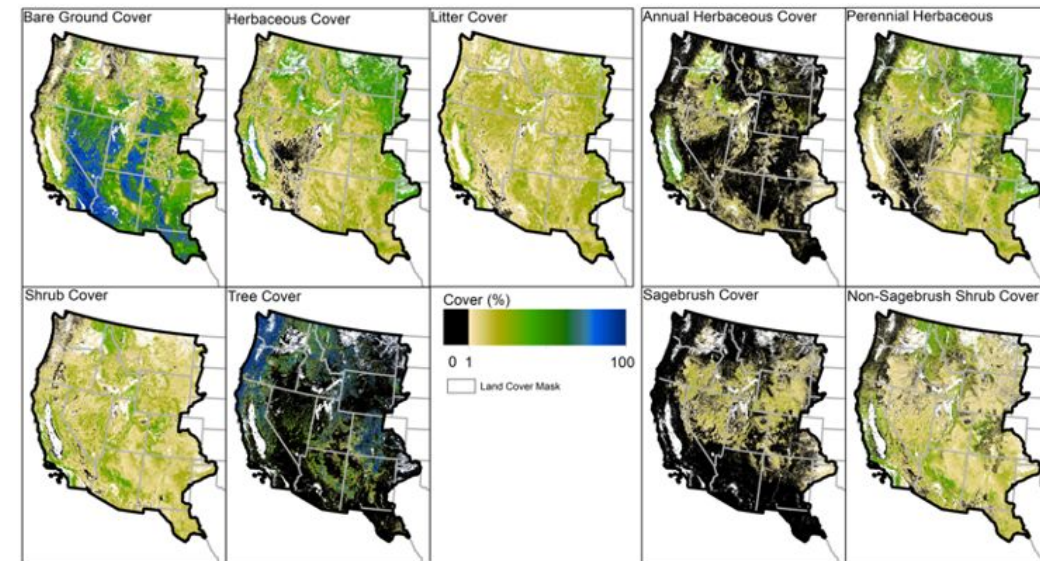 Bare Ground Cover
Herbaceous Cover
Litter Cover
Annual Herbaceous Cover
Perennial Herbaceous
Shrub Cover
Tree Cover
Cover (%)
0 1 100
Land Cover Mask
Sagebrush Cover
Non-Sagebrush Shrub Cover